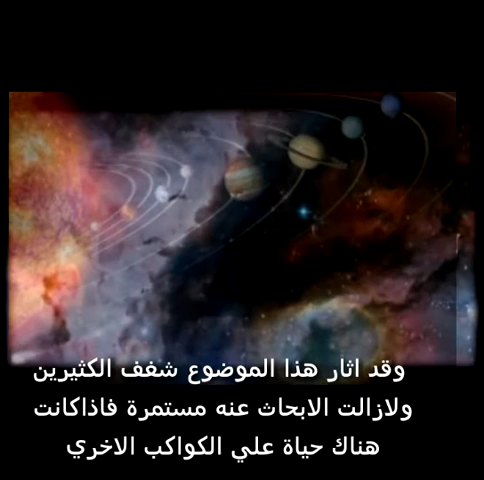 وقد اثار هذا الموضوع شغف الكثيرين
ولازالت الابحاث عنه مستمرة فاذاكانت
هناك حياة علي الكواكب الاخري